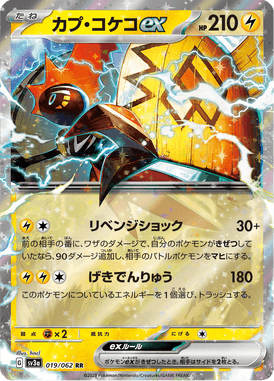 たね
カプ・コケコex
HP 210
リベンジショック 30+
前の相手の番に、ワザのダメージで、自分のポケモンがきぜつして
いたなら、90ダメージ追加し、相手のバトルポケモンをマヒにする。
げきでんりゅう 180
このポケモンについているエネルギーを1個選び、トラッシュする。
弱点 ×2 抵抗力 にげる
Illus. hncl
G sv3a 019/062 RR
exルール
ポケモンexがきぜつしたとき、相手はサイドを2枚とる。
©2023 Pokémon/Nintendo/Creatures/GAME FREAK